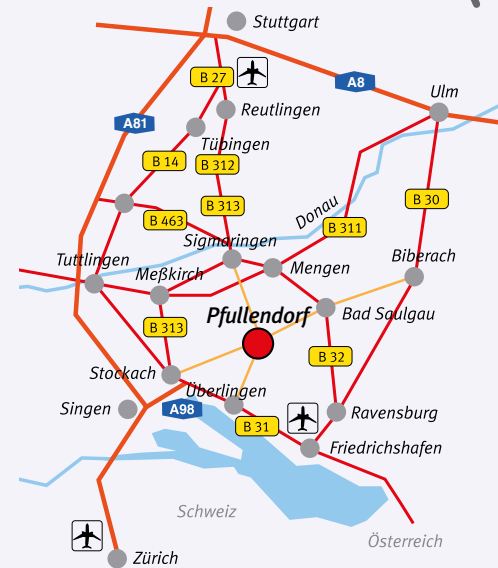 Stuttgart
B 27
A8
Ulm
A81
Reutlingen
Tübingen
B 14
B 312
B 30
B 463
B 313
Donau
B 311
Sigmaringen
Tuttlingen
Meßkirch
Mengen
Biberach
Pfullendorf
Bad Saulgau
B 313
B 32
Stockach
Überlingen
Singen
A98
B 31
Ravensburg
Friedrichshafen
Schweiz
Österreich
Zürich